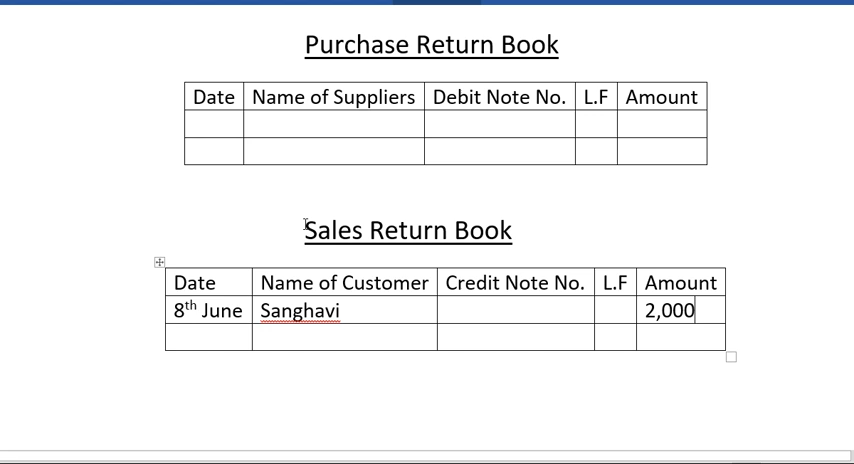 Purchase Return Book
Date Name of Suppliers Debit Note No. L.F Amount
Sales Return Book
Date Name of Customer Credit Note No. L.F Amount
8th June Sanghavi 2,000